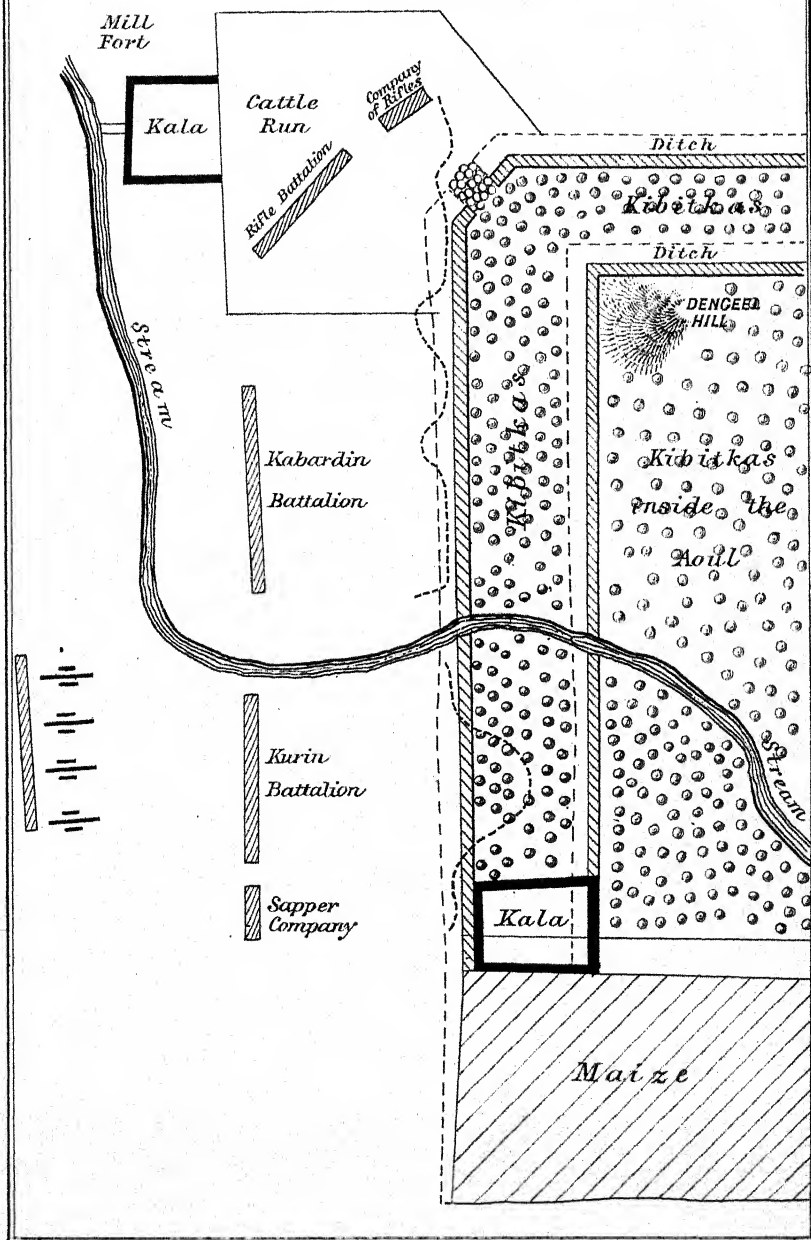 Mill
Fort
Kala
Cattle
Run
Company
of Rifles
Rifle Battalion
Ditch
Kibitkas
Ditch
DENGEEL
HILL
Stream
Kibitkas
Kabardin
Battalion
Kibitkas
inside the
Aoul
Kurin
Battalion
Stream
Sapper
Company
Kala
Maize